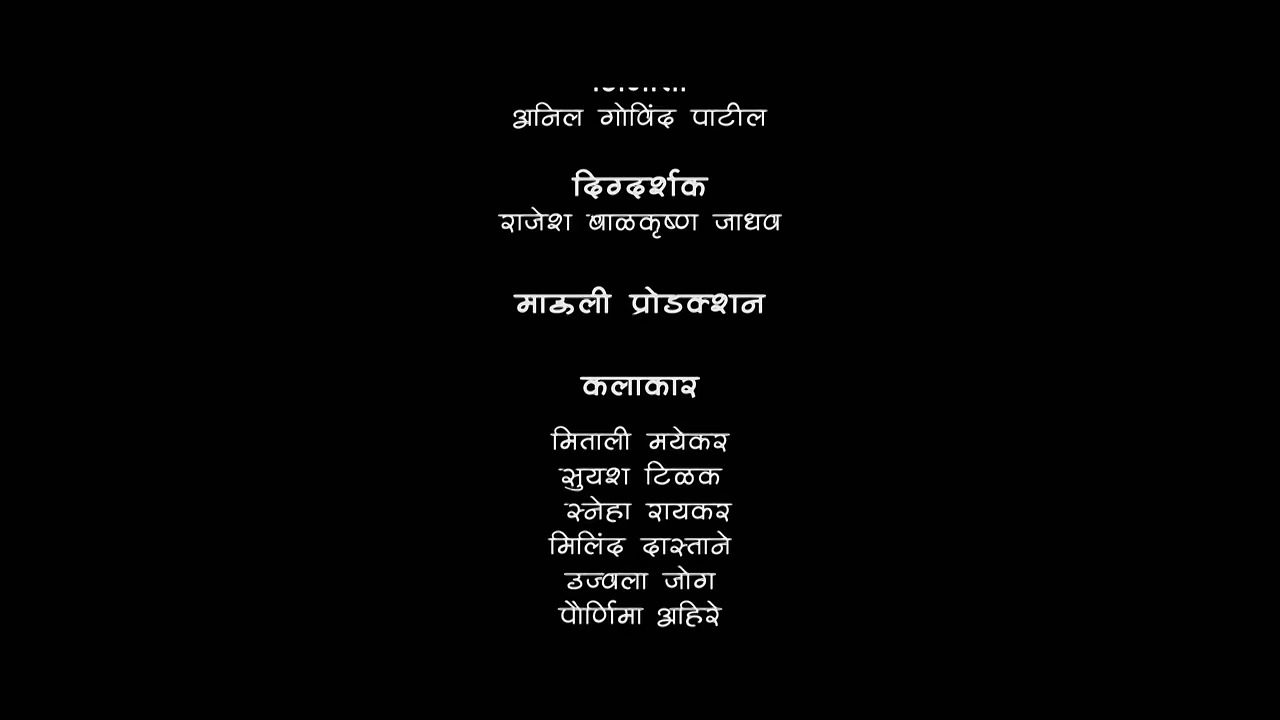 अनिल गोविंद पाटील
दिग्दर्शक
राजेश बाळकृष्ण जाधव
माऊली प्रोडक्शन
कलाकार
मिताली मयेकर
सुयश टिळक
स्नेहा रायकर
मिलिंद दास्ताने
उज्वला जोग
पौर्णिमा अहिरे